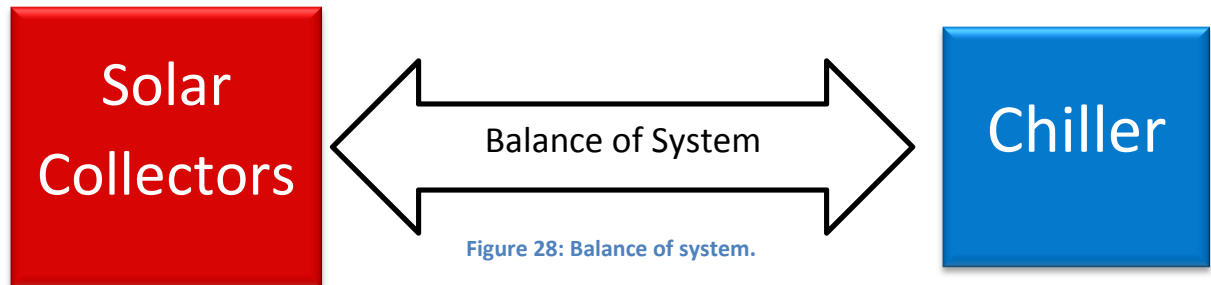 Solar
Collectors
Balance of System
Chiller
Figure 28: Balance of system.